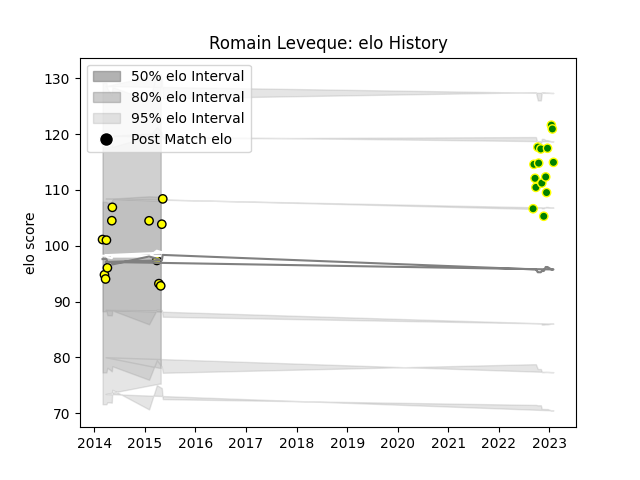 Romain Leveque: elo History
50% elo Interval
80% elo Interval
95% elo Interval
Post Match elo
elo score
130
120
110
100
90
80
70
2014 2015 2016 2017 2018 2019 2020 2021 2022 2023